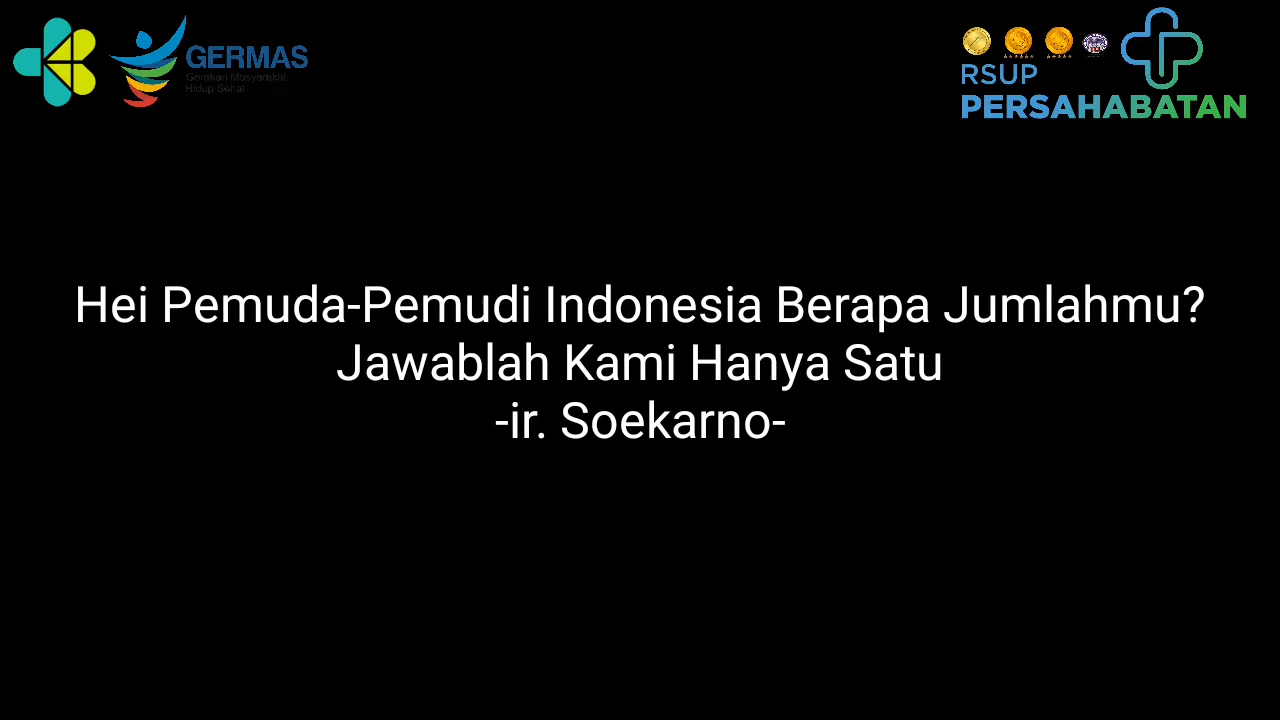 GERMAS
Gerakan Masyarakat
Hidup Sehat
RSUP
PERSAHABATAN
Hei Pemuda-Pemudi Indonesia Berapa Jumlahmu?
Jawablah Kami Hanya Satu
-ir. Soekarno-